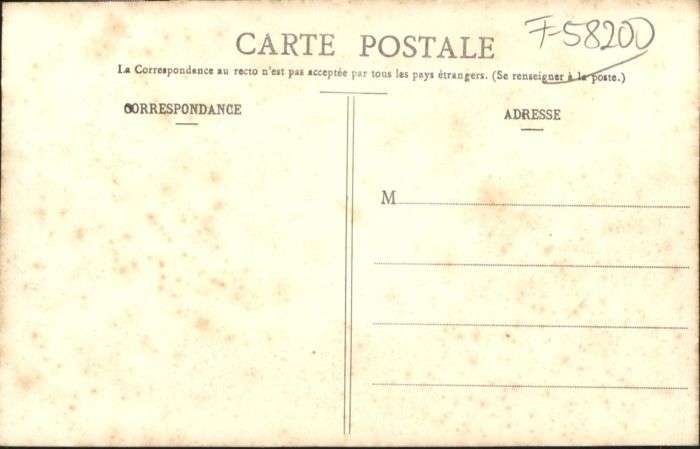 F-58200
CARTE POSTALE
La Correspondance au recto n'est pas acceptée par tous les pays étrangers. (Se renseigner à la poste.)
CORRESPONDANCE
ADRESSE
M